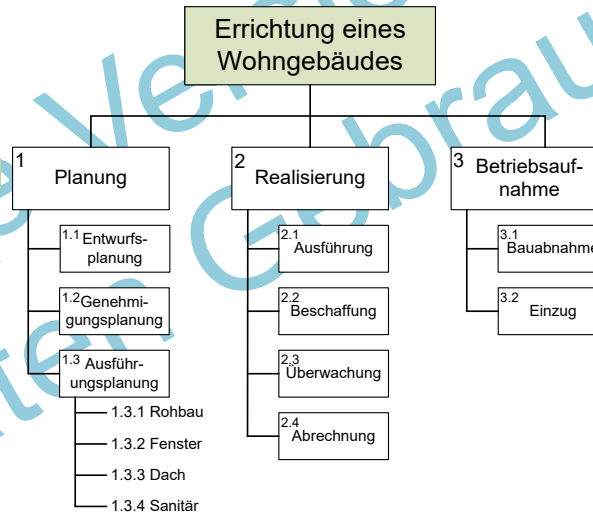 Errichtung eines
Wohngebäudes
1
Planung
1.1 Entwurfs-
planung
1.2 Genehmi-
gungsplanung
1.3 Ausführ-
ungsplanung
1.3.1 Rohbau
1.3.2 Fenster
1.3.3 Dach
1.3.4 Sanitär
2
Realisierung
2.1
Ausführung
2.2
Beschaffung
2.3
Überwachung
2.4
Abrechnung
3 Betriebsauf-
nahme
3.1
Bauabnahme
3.2
Einzug